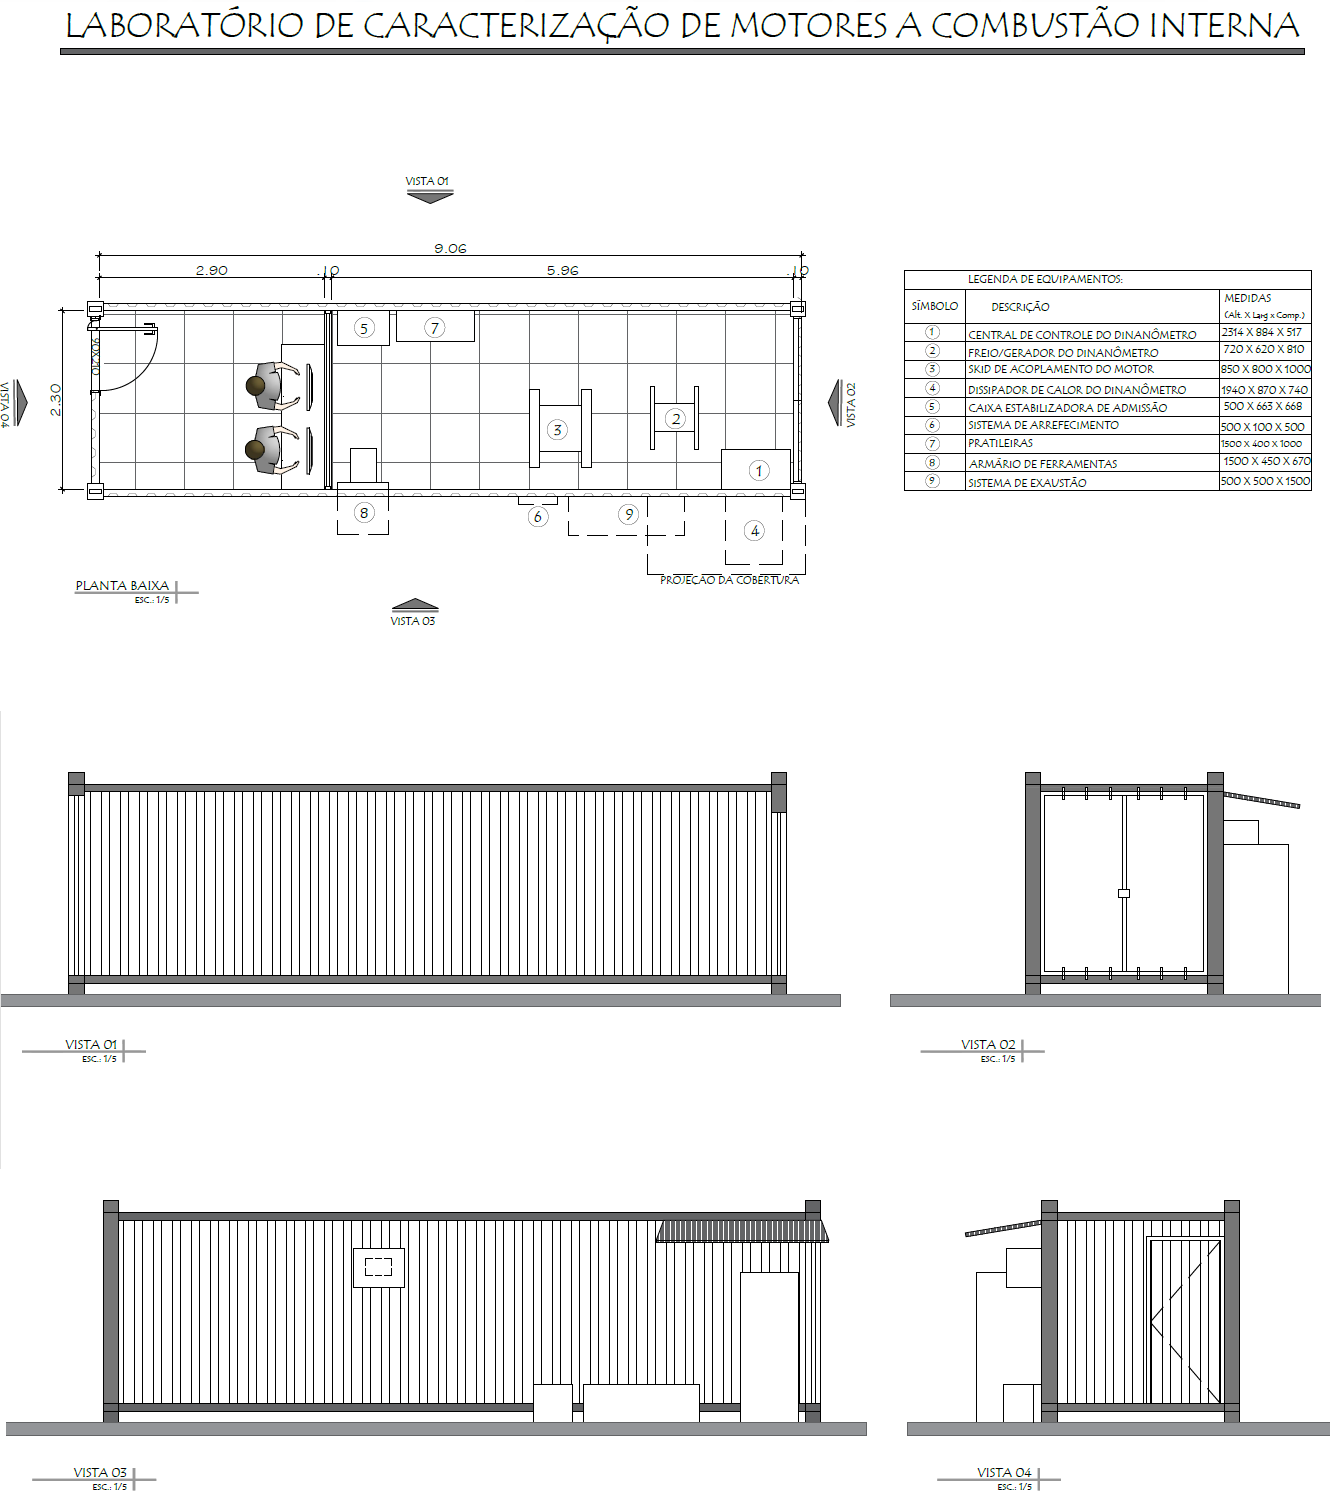 LABORATÓRIO DE CARACTERIZAÇÃO DE MOTORES A COMBUSTÃO INTERNA
VISTA 01
9.06
2.90 .10 5.96 .10
2.30
90X210
VISTA 04
VISTA 02
5
7
3
2
1
8
6
9
4
PROJEÇÃO DA COBERTURA
PLANTA BAIXA
ESC.: 1/5
VISTA 03
LEGENDA DE EQUIPAMENTOS:
SÍMBOLO DESCRIÇÃO MEDIDAS
(Alt. X Larg x Comp.)
1 CENTRAL DE CONTROLE DO DINANÔMETRO 2314 X 884 X 517
2 FREIO/GERADOR DO DINANÔMETRO 720 X 620 X 810
3 SKID DE ACOPLAMENTO DO MOTOR 850 X 800 X 1000
4 DISSIPADOR DE CALOR DO DINANÔMETRO 1940 X 870 X 740
5 CAIXA ESTABILIZADORA DE ADMISSÃO 500 X 663 X 668
6 SISTEMA DE ARREFECIMENTO 500 X 100 X 500
7 PRATILEIRAS 1500 X 400 X 1000
8 ARMÁRIO DE FERRAMENTAS 1500 X 450 X 670
9 SISTEMA DE EXAUSTÃO 500 X 500 X 1500
VISTA 01
ESC.: 1/5
VISTA 02
ESC.: 1/5
VISTA 03
ESC.: 1/5
VISTA 04
ESC.: 1/5